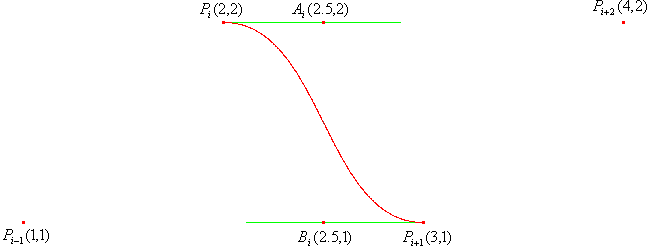 P_i(2,2) A_i(2.5,2) P_{i+2}(4,2)
P_{i-1}(1,1) B_i(2.5,1) P_{i+1}(3,1)